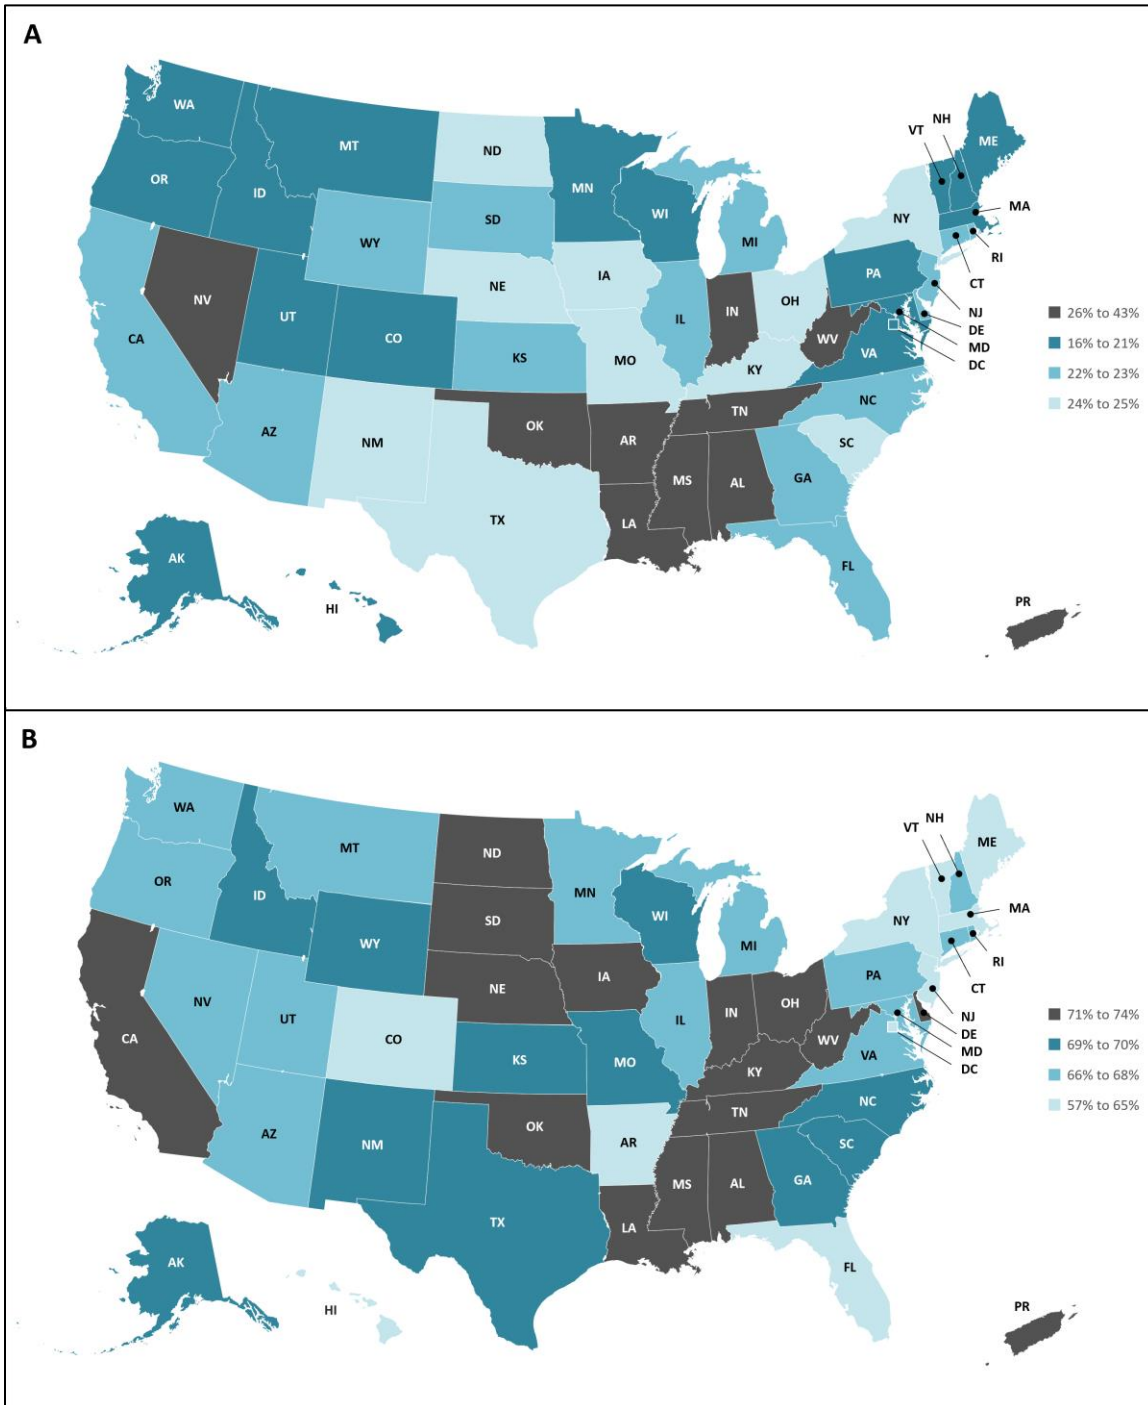 A
WA
MT
ND
MN
VT
NH
ME
OR
ID
SD
WI
MI
NY
MA
WY
RI
IA
PA
CT
NV
NE
OH
NJ
IN
IL
DE
26% to 43%
UT
CA
CO
WV
MD
16% to 21%
KS
MO
VA
DC
KY
22% to 23%
NC
TN
24% to 25%
AZ
OK
NM
AR
SC
MS
AL
GA
TX
LA
AK
FL
HI
PR
B
WA
MT
ND
MN
VT
NH
ME
OR
ID
SD
WI
MI
NY
MA
WY
RI
IA
PA
CT
NE
NV
OH
NJ
IN
UT
IL
DE
71% to 74%
CA
CO
WV
MD
69% to 70%
KS
MO
VA
DC
KY
66% to 68%
NC
TN
57% to 65%
AZ
OK
NM
AR
SC
MS
AL
GA
TX
LA
AK
FL
HI
PR